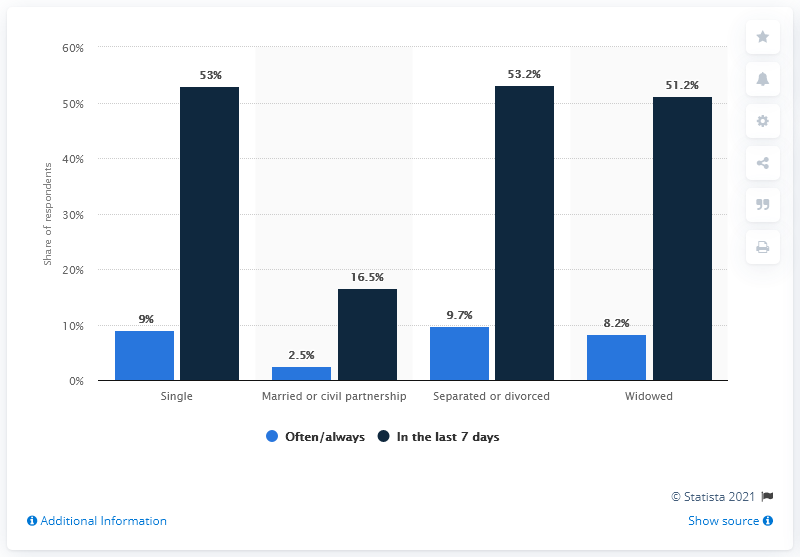 60%
50%
40%
30%
20%
10%
0%
Share of respondents
53%
53.2%
51.2%
16.5%
9%
9.7%
8.2%
2.5%
Single
Married or civil partnership
Separated or divorced
Widowed
Often/always
In the last 7 days
© Statista 2021
Additional Information
Show source